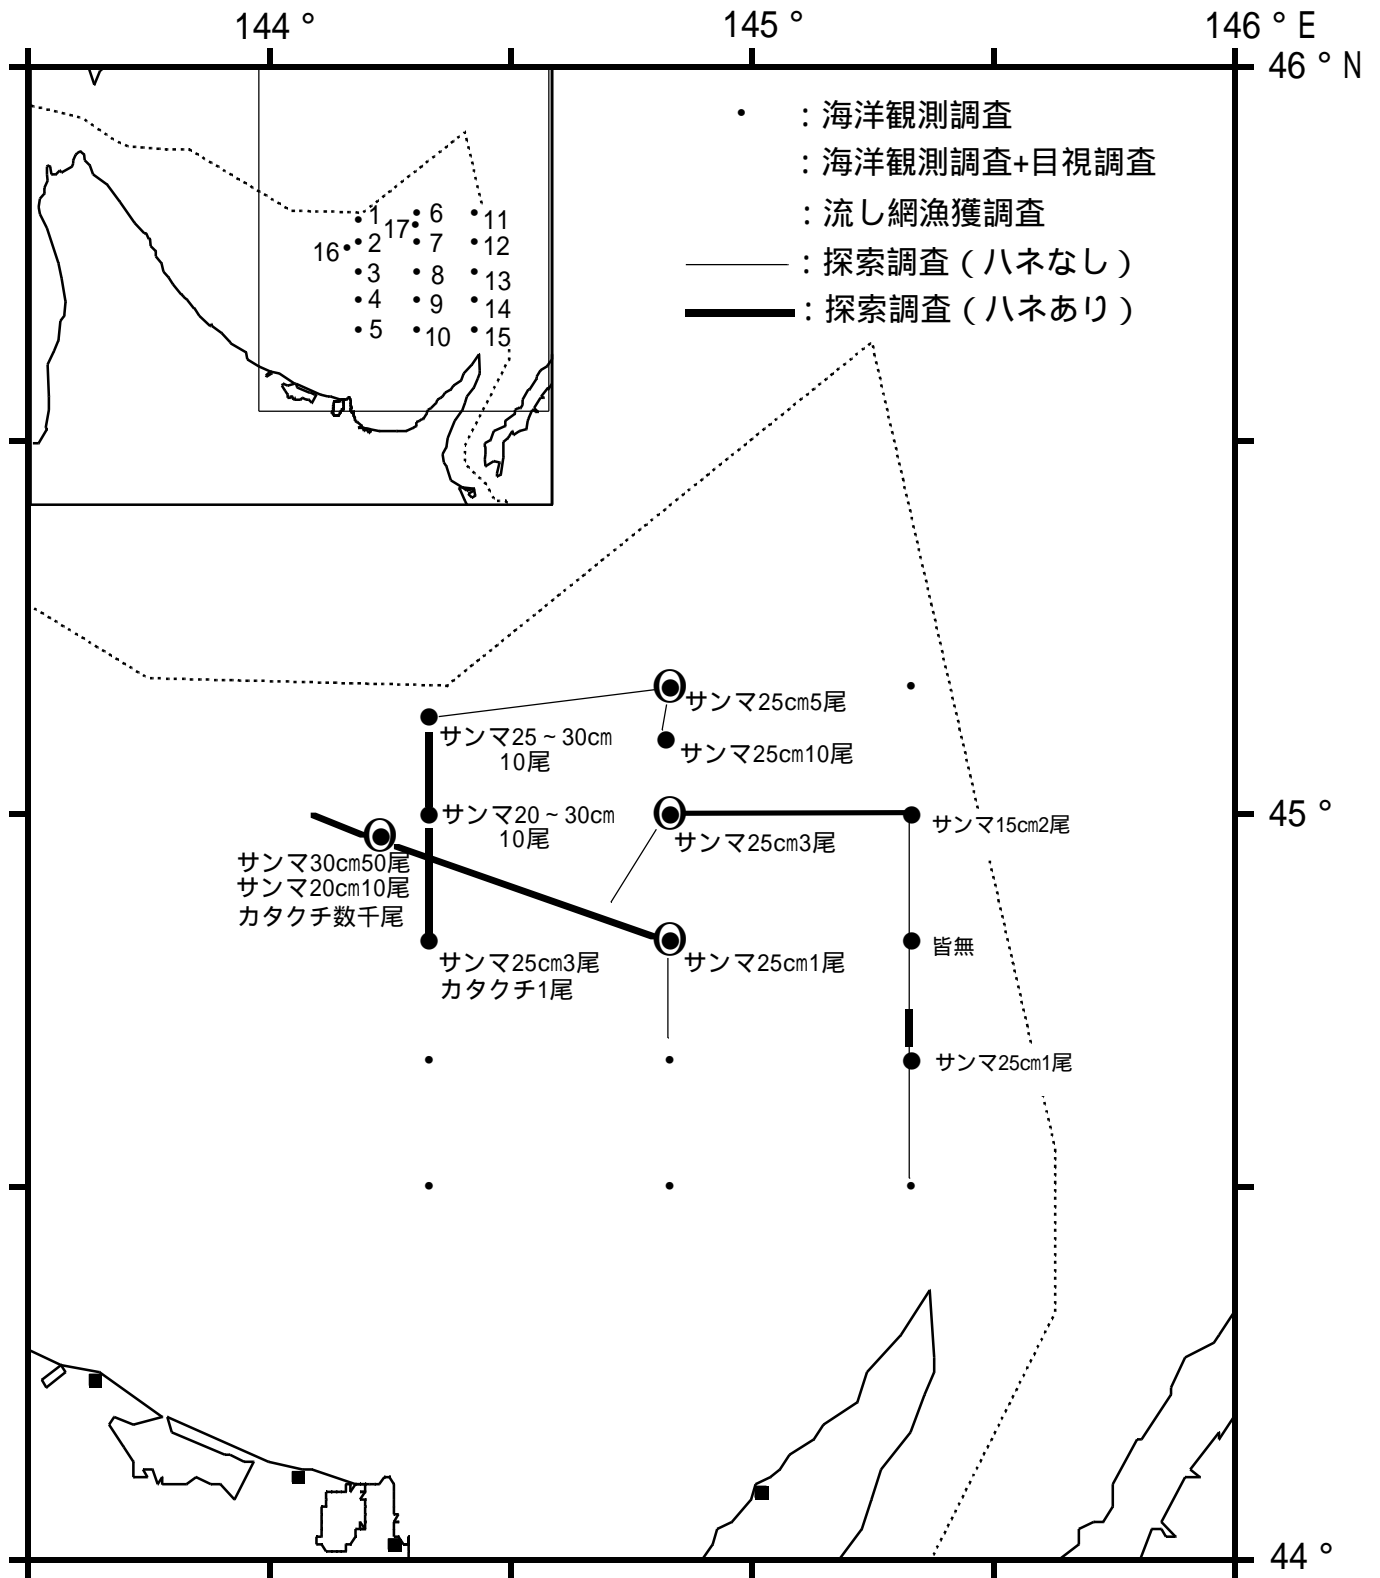 144 °
145 °
146 ° E
46 ° N
: 海洋観測調査
: 海洋観測調査+目視調査
: 流し網漁獲調査
: 探索調査 ( ハネなし )
: 探索調査 ( ハネあり )
1
6
11
17
16
2
7
12
3
8
13
4
9
14
5
10
15
サンマ25cm5尾
サンマ25～30cm
10尾
サンマ25cm10尾
サンマ20～30cm
10尾
サンマ25cm3尾
サンマ15cm2尾
45 °
サンマ30cm50尾
サンマ20cm10尾
カタクチ数千尾
サンマ25cm3尾
カタクチ1尾
サンマ25cm1尾
皆無
サンマ25cm1尾
44 °